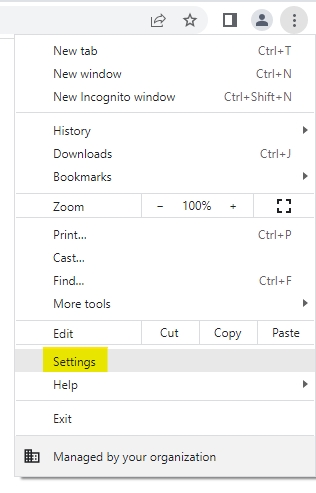 New tab Ctrl+T
New window Ctrl+N
New Incognito window Ctrl+Shift+N
History
Downloads Ctrl+J
Bookmarks
Zoom − 100% +
Print... Ctrl+P
Cast...
Find... Ctrl+F
More tools
Edit Cut Copy Paste
Settings
Help
Exit
Managed by your organization